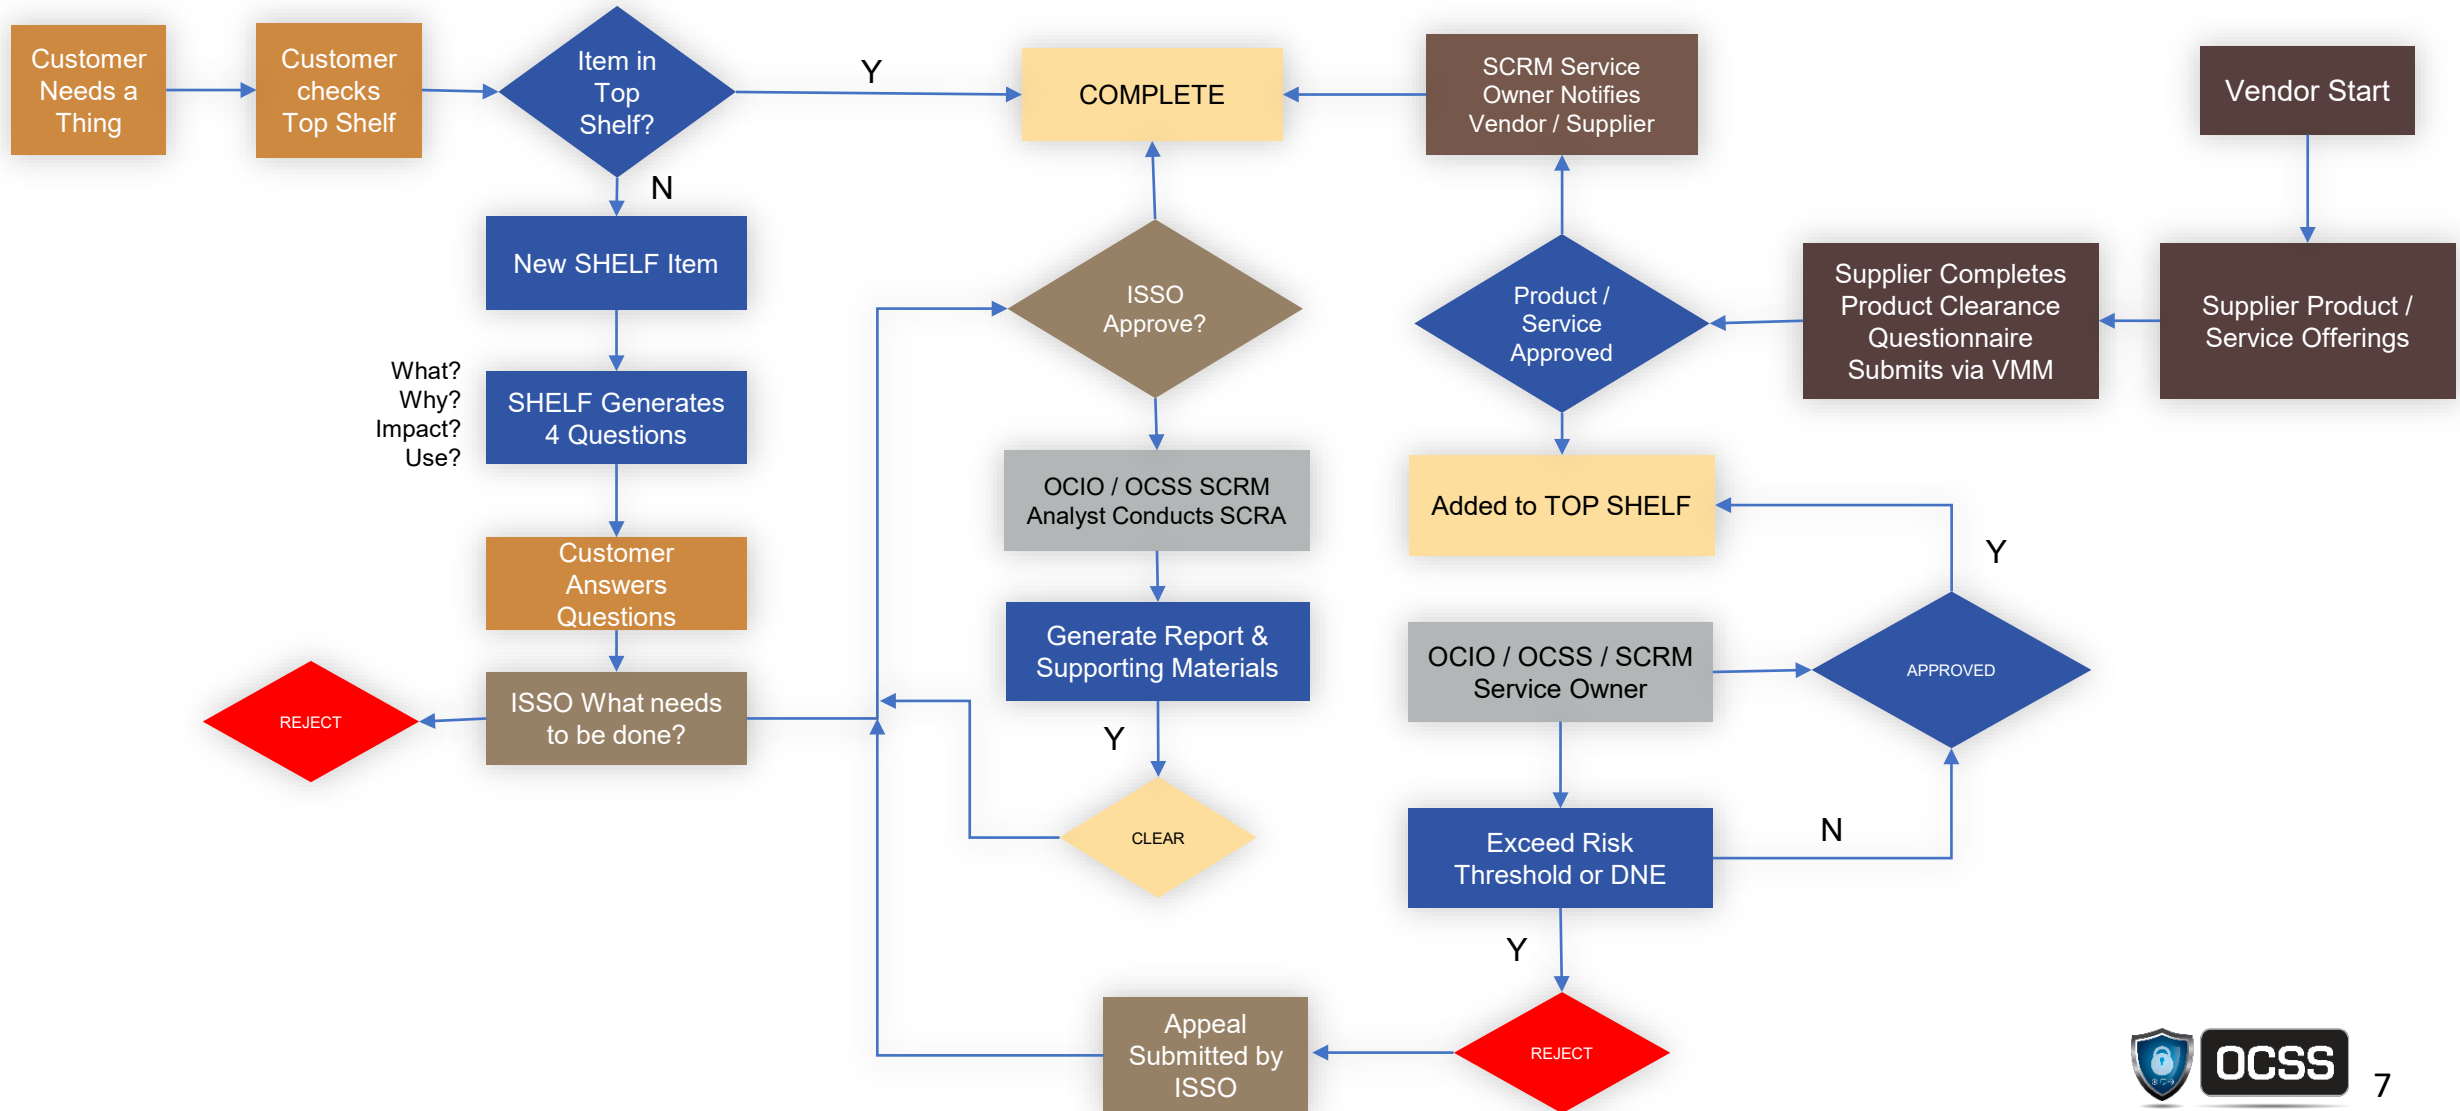 Customer
Needs a
Thing
Customer
checks
Top Shelf
Item in
Top
Shelf?
Y
COMPLETE
SCRM Service
Owner Notifies
Vendor / Supplier
Vendor Start
N
New SHELF Item
ISSO
Approve?
Product /
Service
Approved
Supplier Completes
Product Clearance
Questionnaire
Submits via VMM
Supplier Product /
Service Offerings
What?
Why?
Impact?
Use?
SHELF Generates
4 Questions
OCIO / OCSS SCRM
Analyst Conducts SCRA
Added to TOP SHELF
Y
Customer
Answers
Questions
Generate Report &
Supporting Materials
OCIO / OCSS / SCRM
Service Owner
APPROVED
REJECT
ISSO What needs
to be done?
Y
CLEAR
Exceed Risk
Threshold or DNE
N
Y
Appeal
Submitted by
ISSO
REJECT
OCSS
7